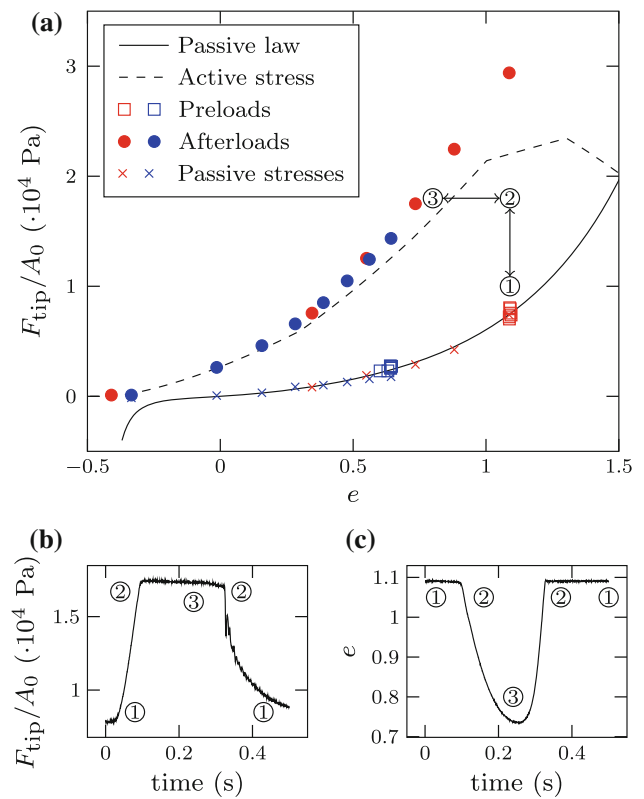 (a)
Passive law
Active stress
Preloads
Afterloads
Passive stresses
F_tip/A_0 (·10^4 Pa)
3
2
1
0
③ ②
①
−0.5 0 0.5 1 1.5
e
(b)
F_tip/A_0 (·10^4 Pa)
1.5
1
② ③ ②
① ①
0 0.2 0.4
time (s)
(c)
e
1.1
1
0.9
0.8
0.7
① ② ② ①
③
0 0.2 0.4 0.6
time (s)